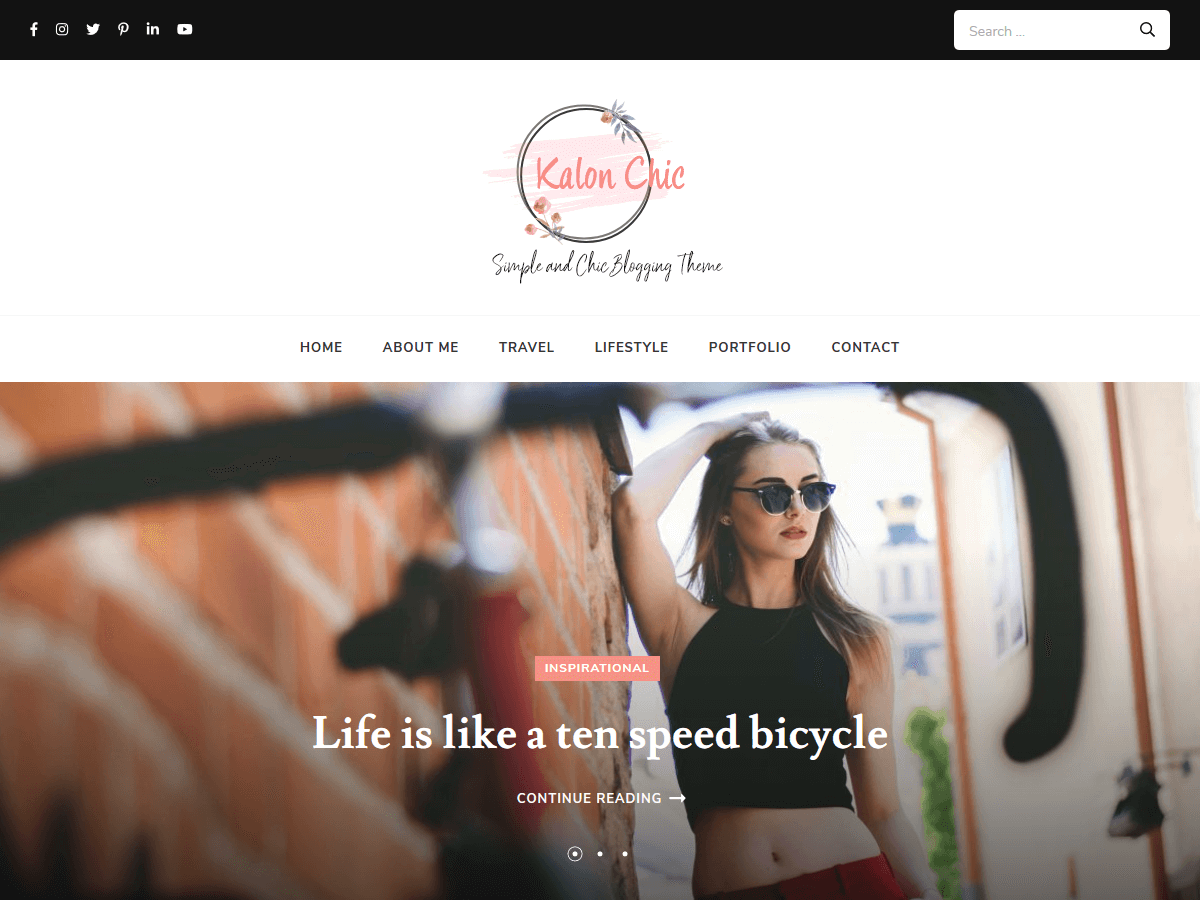 Search ...
Kalon Chic
Simple and Chic Blogging Theme
HOME ABOUT ME TRAVEL LIFESTYLE PORTFOLIO CONTACT
INSPIRATIONAL
Life is like a ten speed bicycle
CONTINUE READING